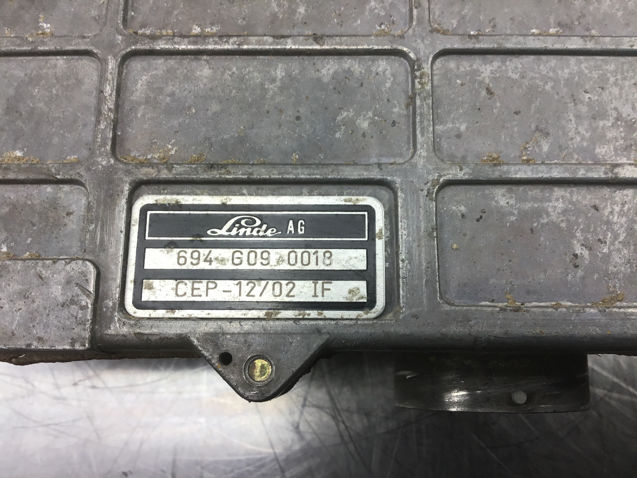 Linde AG
694 G09 0018
CEP-12/02 IF